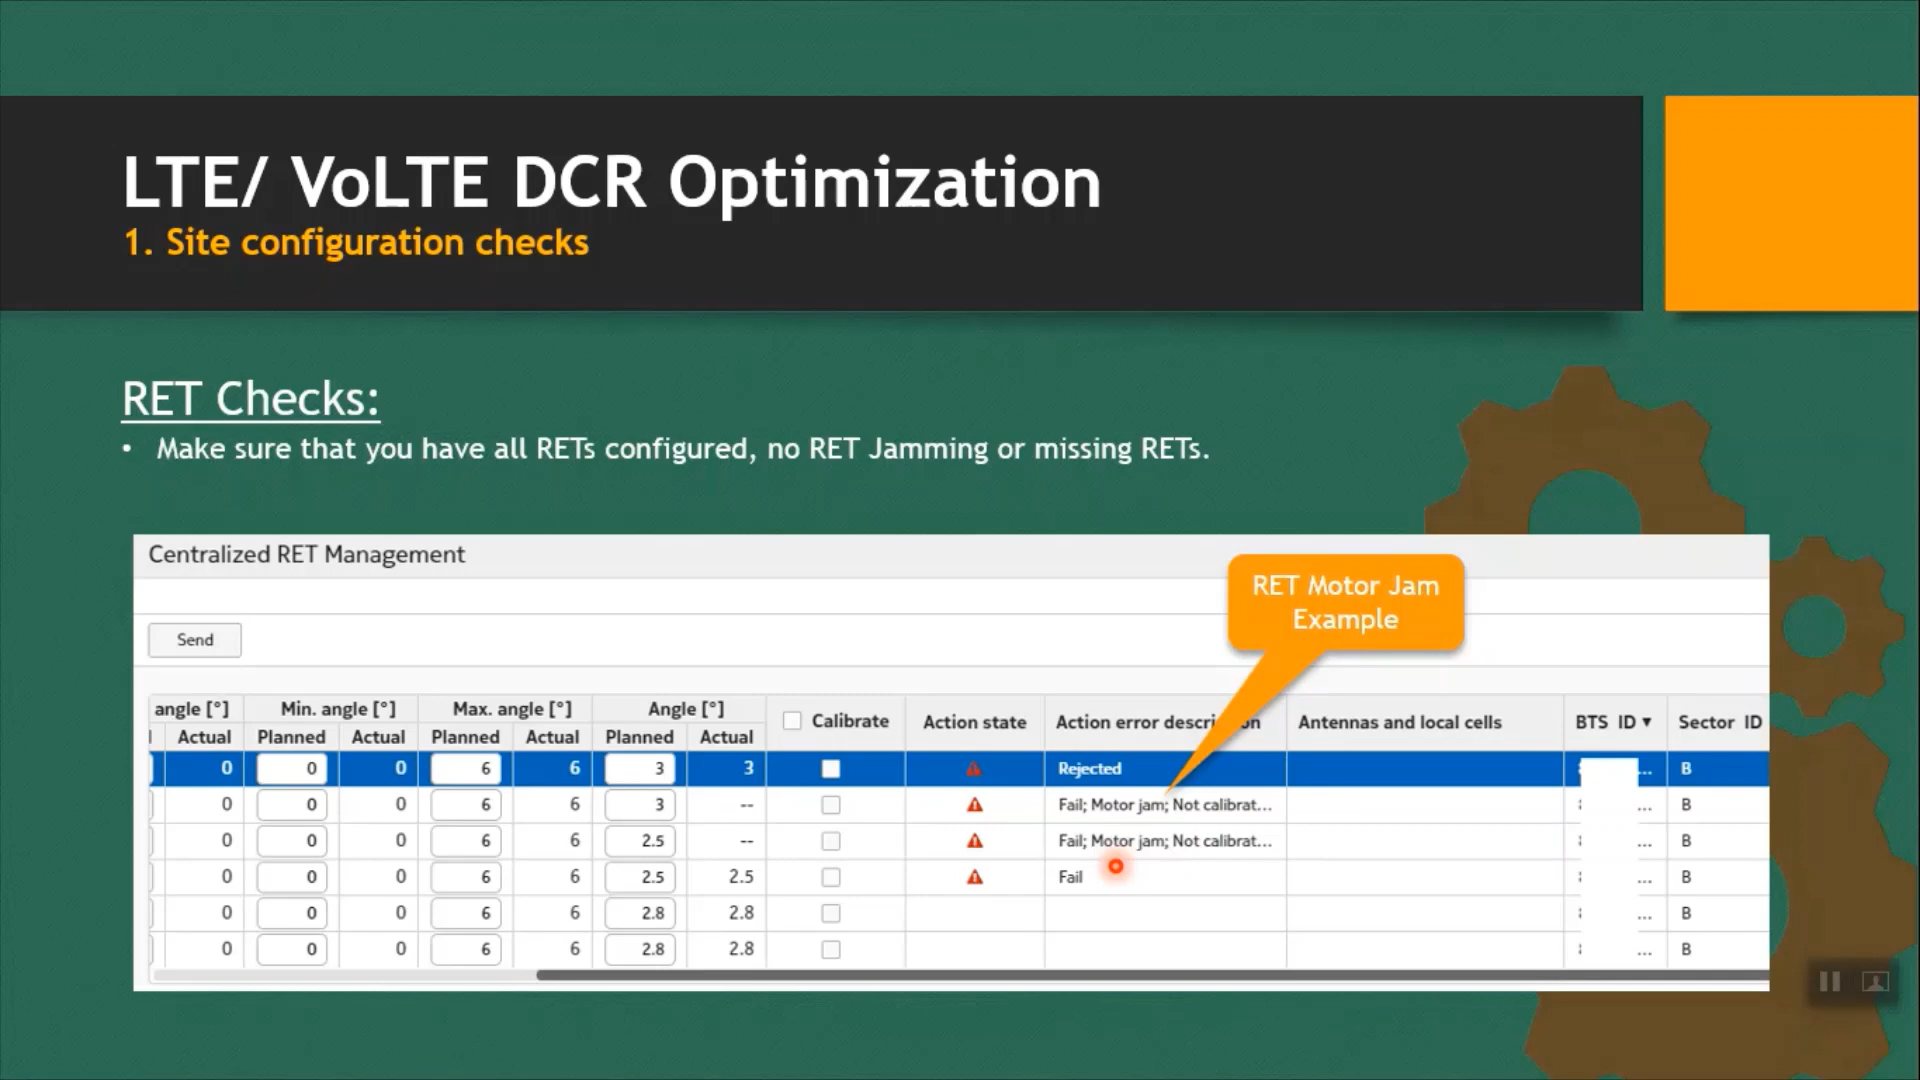 LTE/ VoLTE DCR Optimization
1. Site configuration checks
RET Checks:
• Make sure that you have all RETs configured, no RET Jamming or missing RETs.
Centralized RET Management
RET Motor Jam
Example
Send
angle [°] Min. angle [°] Max. angle [°] Angle [°] Calibrate Action state Action error description Antennas and local cells BTS ID ▾ Sector ID
Actual Planned Actual Planned Actual Planned Actual
0 0 0 6 6 3 3 Rejected ... B
0 0 0 6 6 3 -- Fail; Motor jam; Not calibrat... ... B
0 0 0 6 6 2.5 -- Fail; Motor jam; Not calibrat... ... B
0 0 0 6 6 2.5 2.5 Fail ... B
0 0 0 6 6 2.8 2.8 ... B
0 0 0 6 6 2.8 2.8 ... B